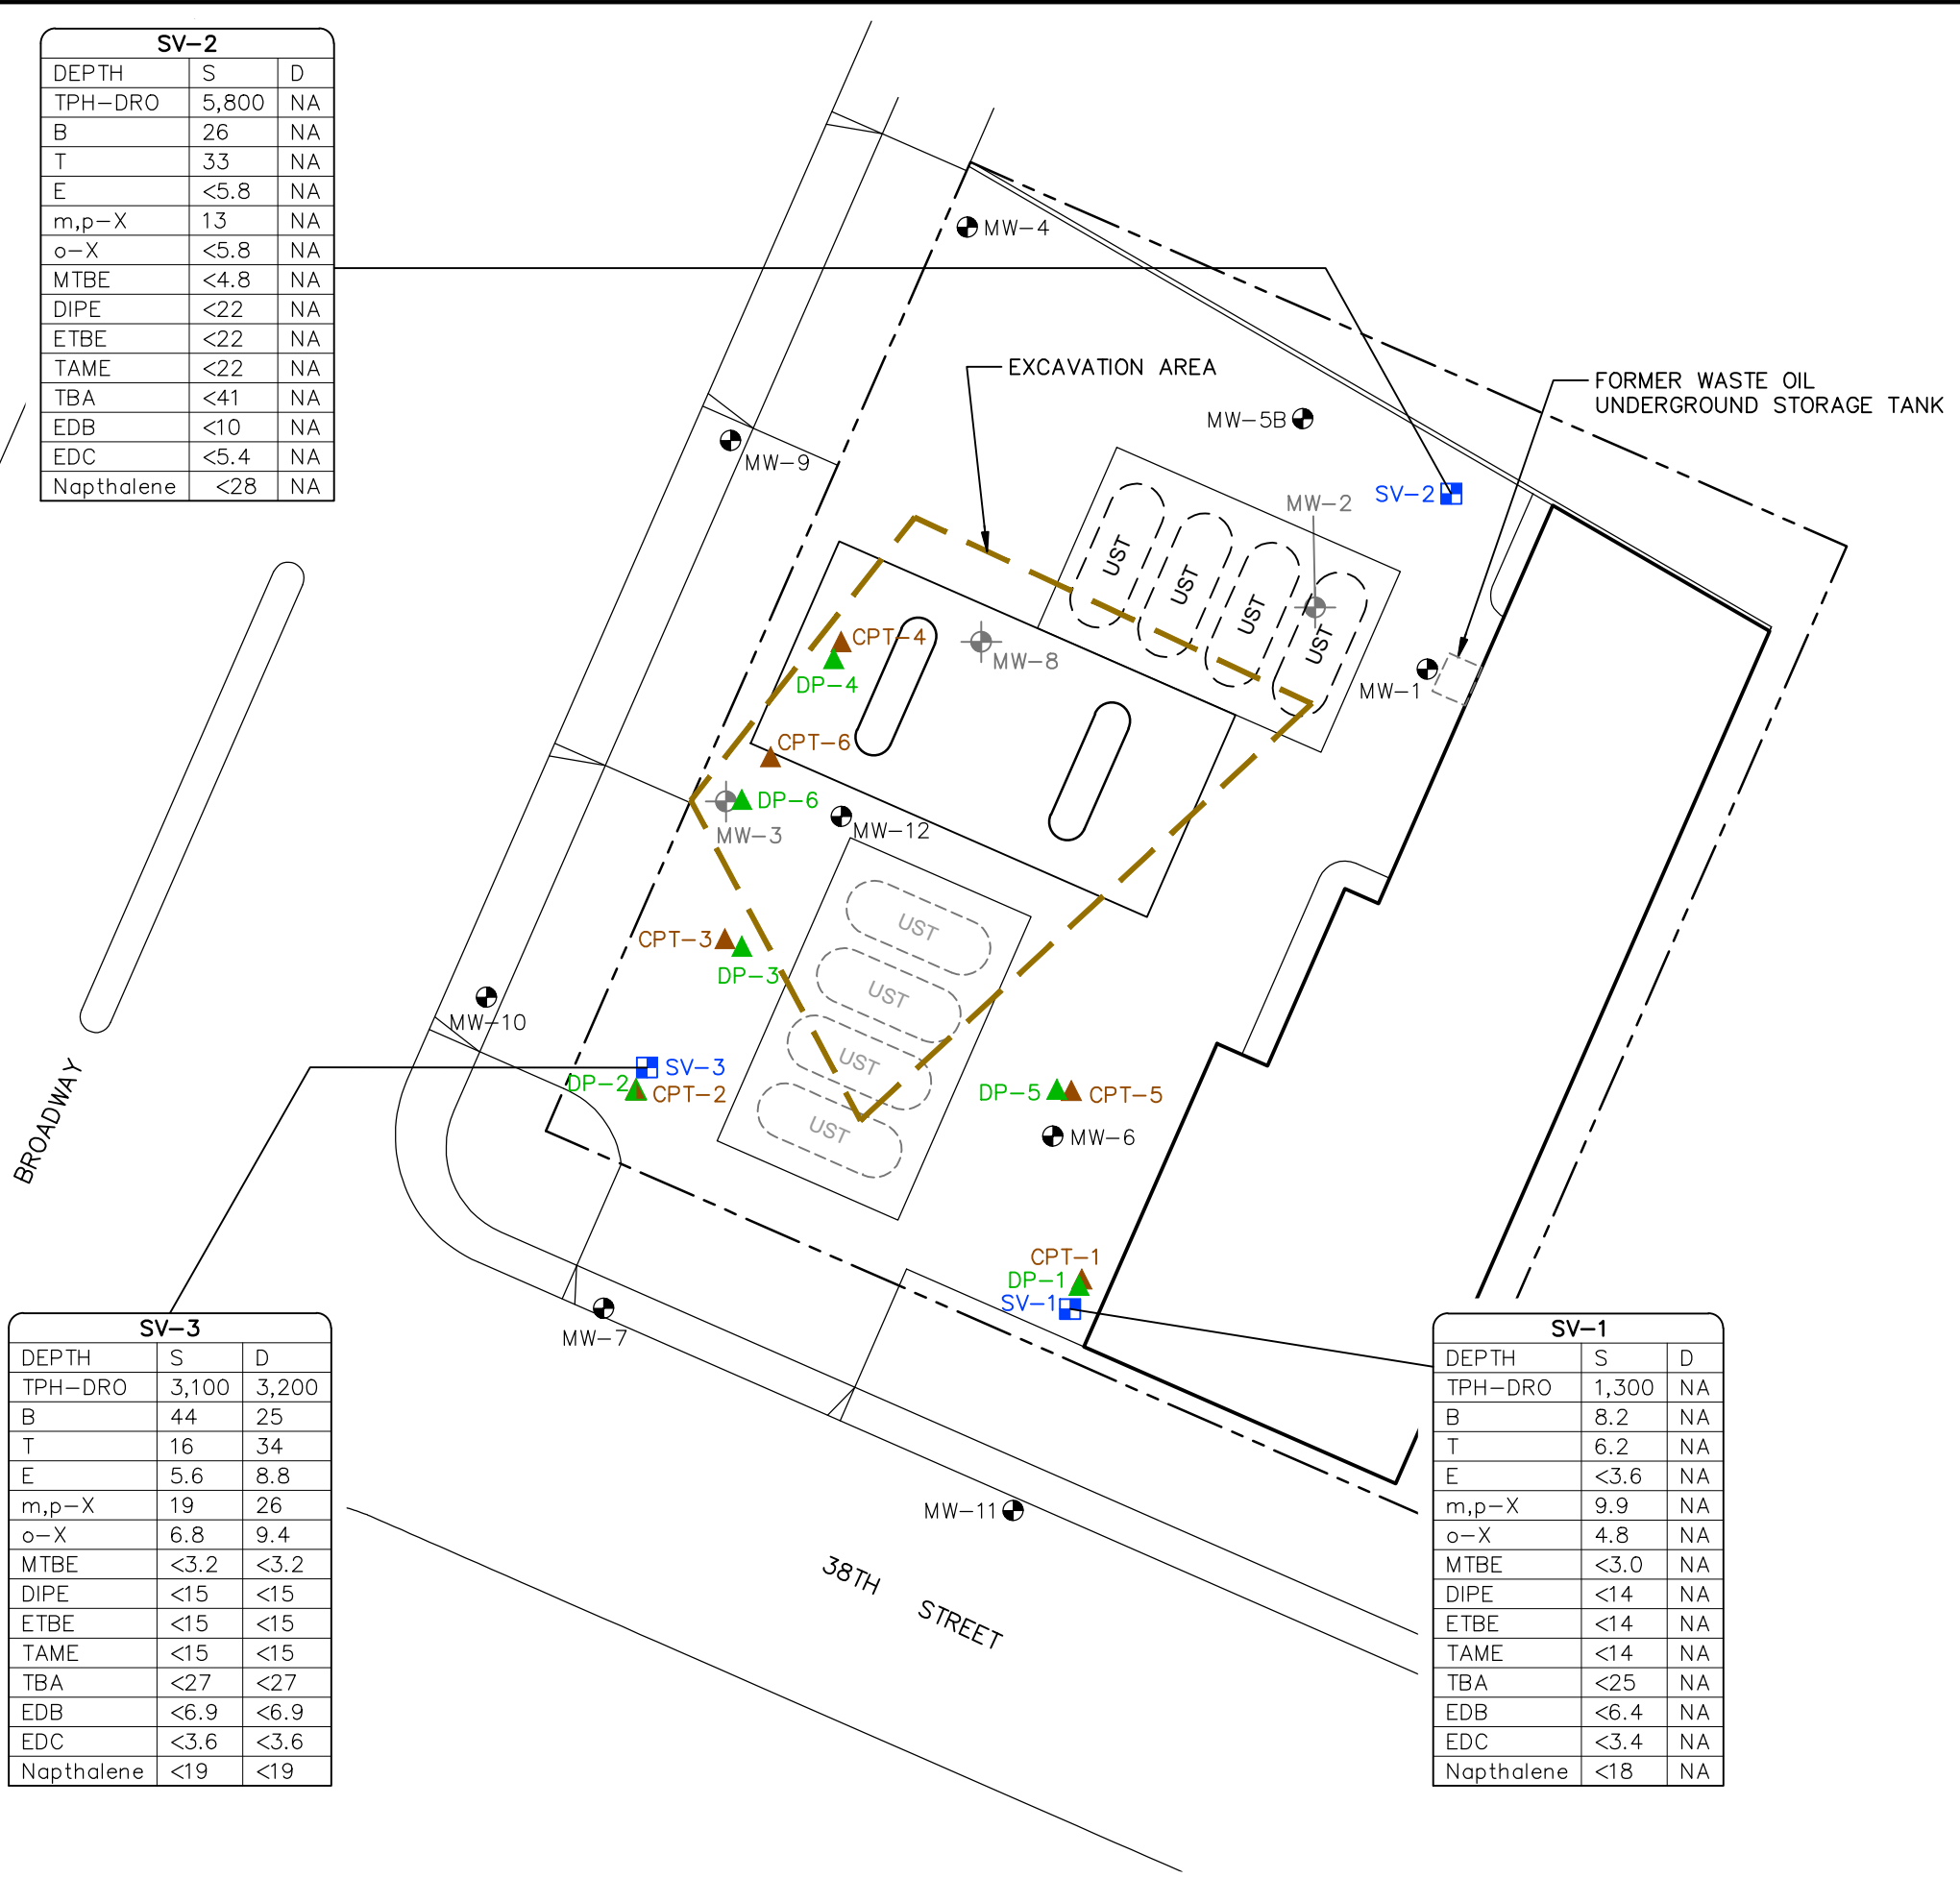 SV-2
DEPTH S D
TPH-DRO 5,800 NA
B 26 NA
T 33 NA
E <5.8 NA
m,p-X 13 NA
o-X <5.8 NA
MTBE <4.8 NA
DIPE <22 NA
ETBE <22 NA
TAME <22 NA
TBA <41 NA
EDB <10 NA
EDC <5.4 NA
Napthalene <28 NA
MW-4
EXCAVATION AREA
FORMER WASTE OIL
UNDERGROUND STORAGE TANK
MW-5B
MW-9
SV-2
MW-2
UST
UST
UST
UST
CPT-4
MW-8
DP-4
MW-1
CPT-6
DP-6
MW-3
MW-12
UST
UST
UST
UST
CPT-3
DP-3
MW-10
SV-3
DP-2
CPT-2
DP-5
CPT-5
MW-6
BROADWAY
CPT-1
DP-1
SV-1
MW-7
MW-11
38TH STREET
SV-3
DEPTH S D
TPH-DRO 3,100 3,200
B 44 25
T 16 34
E 5.6 8.8
m,p-X 19 26
o-X 6.8 9.4
MTBE <3.2 <3.2
DIPE <15 <15
ETBE <15 <15
TAME <15 <15
TBA <27 <27
EDB <6.9 <6.9
EDC <3.6 <3.6
Napthalene <19 <19
SV-1
DEPTH S D
TPH-DRO 1,300 NA
B 8.2 NA
T 6.2 NA
E <3.6 NA
m,p-X 9.9 NA
o-X 4.8 NA
MTBE <3.0 NA
DIPE <14 NA
ETBE <14 NA
TAME <14 NA
TBA <25 NA
EDB <6.4 NA
EDC <3.4 NA
Napthalene <18 NA